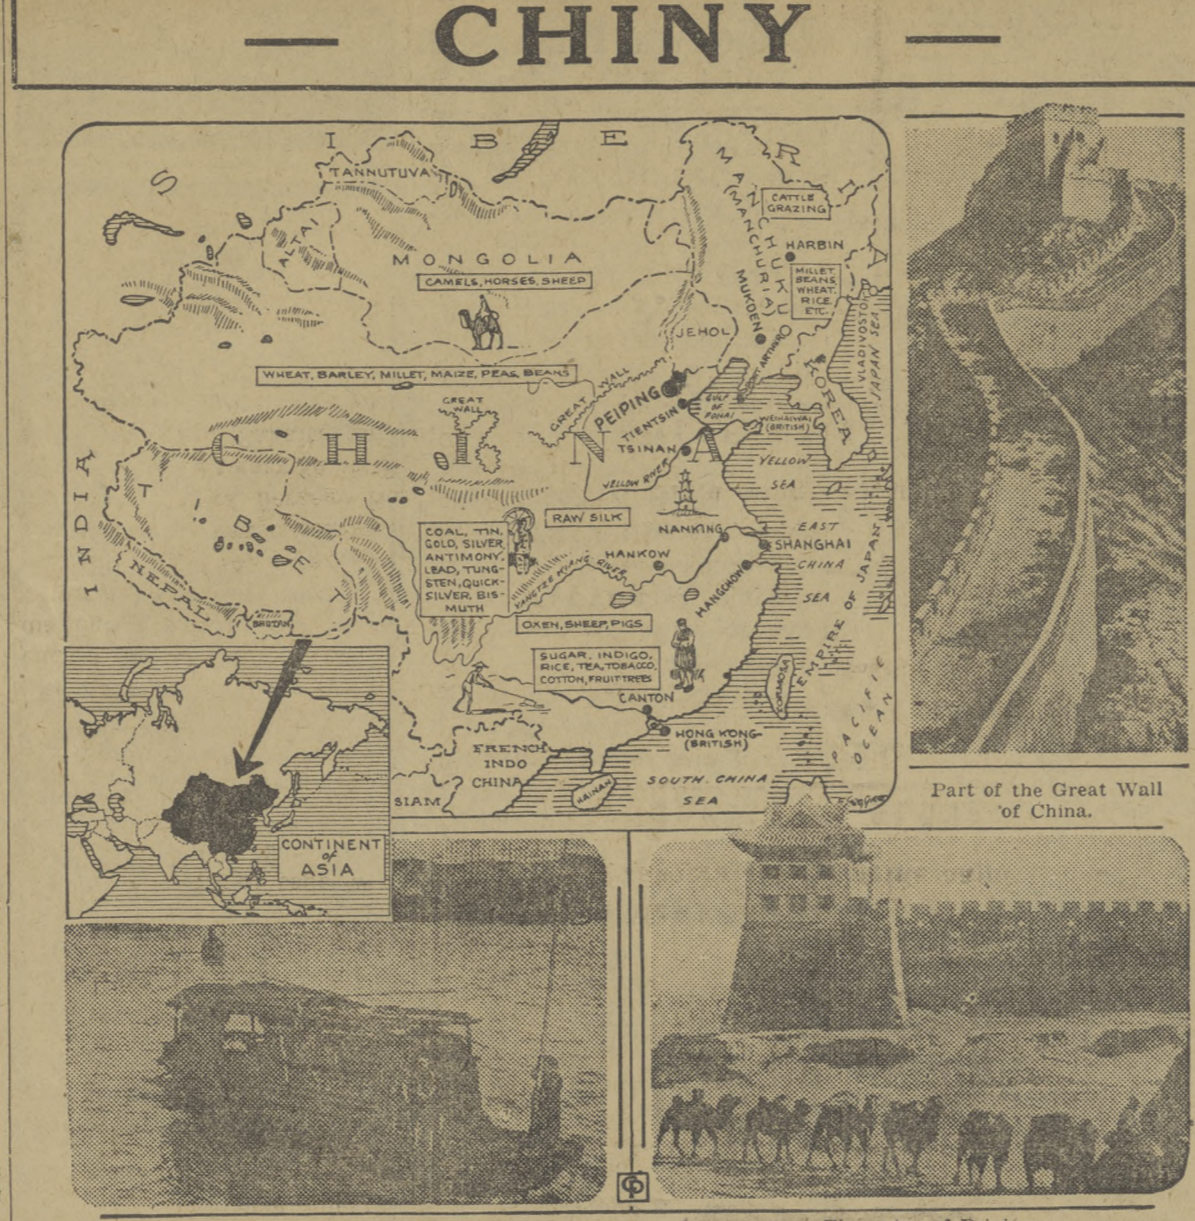 — CHINY —
S I B E R I A
TANNUTUVA
ALTAI
MONGOLIA
CAMELS, HORSES, SHEEP
MANCHUKUO
(MANCHURIA)
CATTLE
GRAZING
HARBIN
MILLET
BEANS
WHEAT.
RICE
ETC.
MUKDEN
JEHOL
VLADIVOSTOK
JAPAN SEA
PORT ARTHUR
KOREA
WHEAT, BARLEY, MILLET, MAIZE, PEAS, BEANS
GREAT
WALL
GREAT WALL
PEIPING
TIENTSIN
TSINAN
GULF
OF
POHAI
WEIHAIWEI
(BRITISH)
C H I N A
YELLOW RIVER
YELLOW
SEA
INDIA
TIBET
NEPAL
BHUTAN
RAW SILK
COAL, TIN,
GOLD, SILVER
ANTIMONY,
LEAD, TUNG-
STEN, QUICK-
SILVER, BIS-
MUTH
NANKING
SHANGHAI
HANKOW
HANGCHOW
YANGTZE KIANG RIVER
EAST
CHINA
SEA
EMPIRE OF JAPAN
OXEN, SHEEP, PIGS
SUGAR, INDIGO,
RICE, TEA, TOBACCO,
COTTON, FRUIT TREES
CANTON
HONG KONG
(BRITISH)
FORMOSA
PACIFIC
OCEAN
FRENCH
INDO
CHINA
SIAM
HAINAN
SOUTH CHINA
SEA
CONTINENT
of
ASIA
Part of the Great Wall
of China.